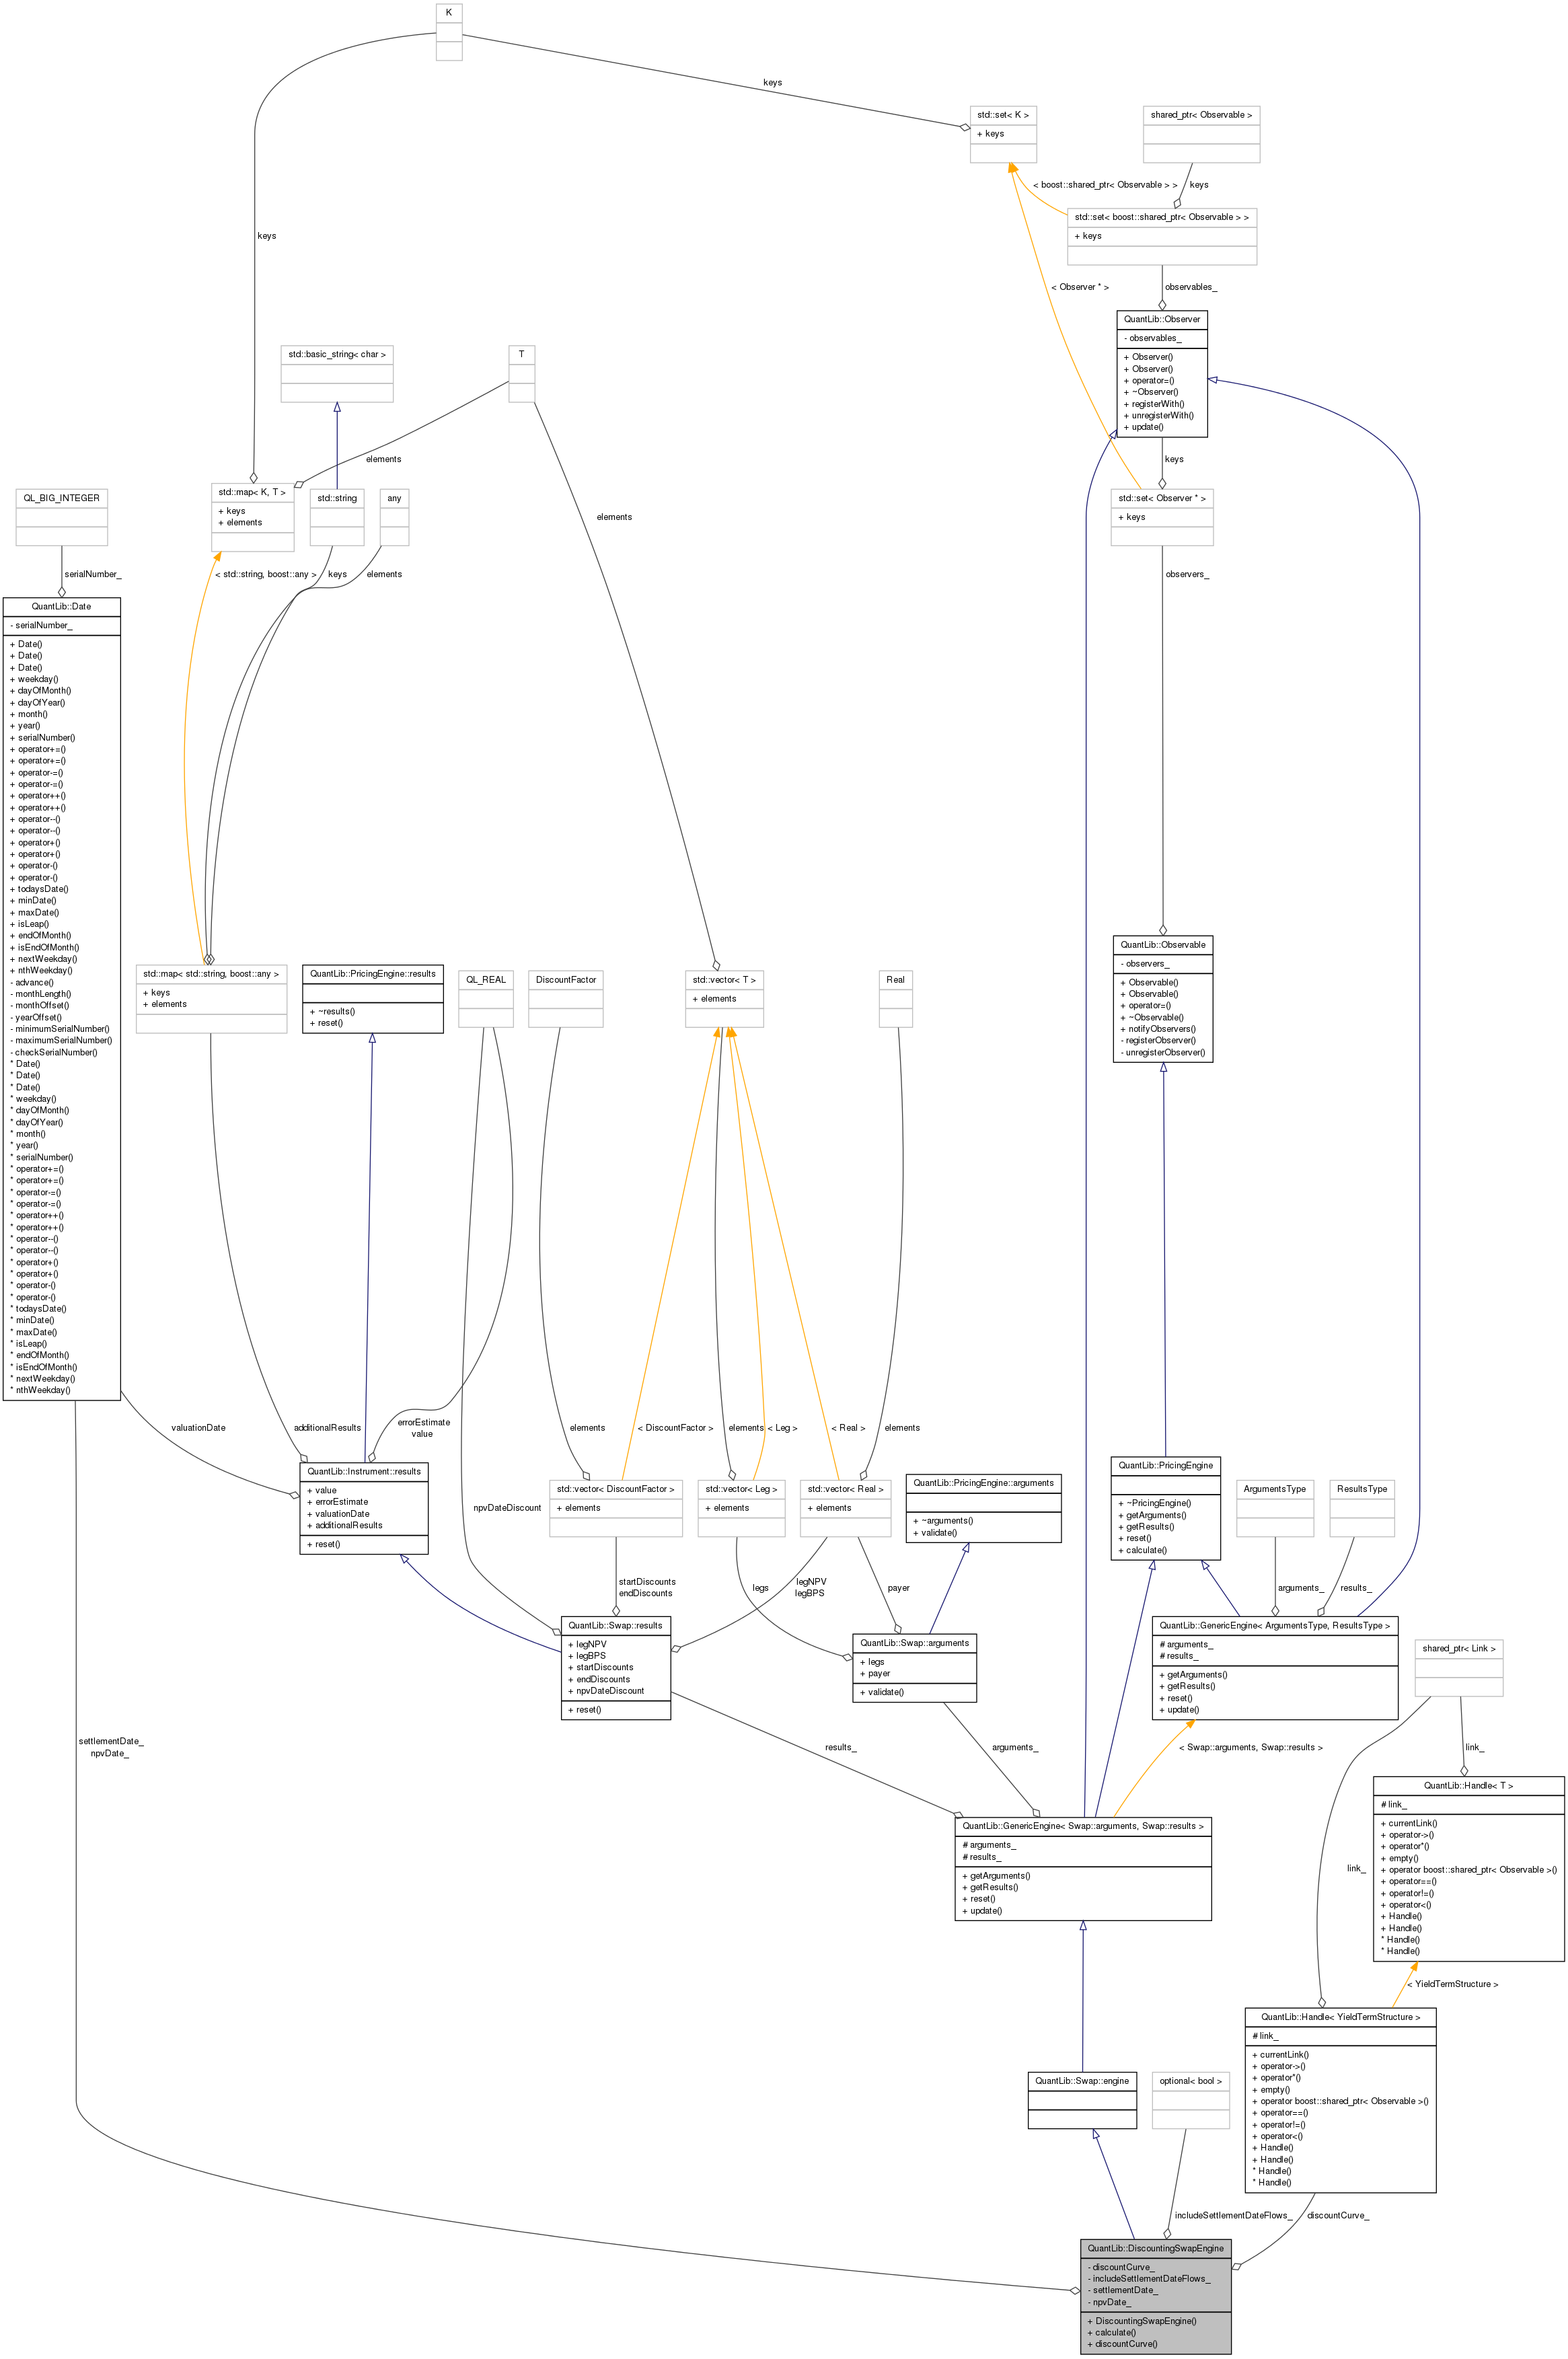 K
keys
std::set< K >
+ keys
shared_ptr< Observable >
< boost::shared_ptr< Observable > >
keys
std::set< boost::shared_ptr< Observable > >
+ keys
keys
< Observer * >
observables_
QuantLib::Observer
- observables_
+ Observer()
+ Observer()
+ operator=()
+ ~Observer()
+ registerWith()
+ unregisterWith()
+ update()
std::basic_string< char >
T
elements
keys
QL_BIG_INTEGER
std::map< K, T >
+ keys
+ elements
std::string
any
std::set< Observer * >
+ keys
elements
serialNumber_
< std::string, boost::any >
keys
elements
observers_
QuantLib::Date
- serialNumber_
+ Date()
+ Date()
+ Date()
+ weekday()
+ dayOfMonth()
+ dayOfYear()
+ month()
+ year()
+ serialNumber()
+ operator+=()
+ operator+=()
+ operator-=()
+ operator-=()
+ operator++()
+ operator++()
+ operator--()
+ operator--()
+ operator+()
+ operator+()
+ operator-()
+ operator-()
+ todaysDate()
+ minDate()
+ maxDate()
+ isLeap()
+ endOfMonth()
+ isEndOfMonth()
+ nextWeekday()
+ nthWeekday()
- advance()
- monthLength()
- monthOffset()
- yearOffset()
- minimumSerialNumber()
- maximumSerialNumber()
- checkSerialNumber()
* Date()
* Date()
* Date()
* weekday()
* dayOfMonth()
* dayOfYear()
* month()
* year()
* serialNumber()
* operator+=()
* operator+=()
* operator-=()
* operator-=()
* operator++()
* operator++()
* operator--()
* operator--()
* operator+()
* operator+()
* operator-()
* operator-()
* todaysDate()
* minDate()
* maxDate()
* isLeap()
* endOfMonth()
* isEndOfMonth()
* nextWeekday()
* nthWeekday()
std::map< std::string, boost::any >
+ keys
+ elements
QuantLib::PricingEngine::results
+ ~results()
+ reset()
QL_REAL
DiscountFactor
std::vector< T >
+ elements
Real
QuantLib::Observable
- observers_
+ Observable()
+ Observable()
+ operator=()
+ ~Observable()
+ notifyObservers()
- registerObserver()
- unregisterObserver()
valuationDate
additionalResults
errorEstimate
value
elements
< DiscountFactor >
elements
< Leg >
< Real >
elements
QuantLib::Instrument::results
+ value
+ errorEstimate
+ valuationDate
+ additionalResults
+ reset()
npvDateDiscount
std::vector< DiscountFactor >
+ elements
std::vector< Leg >
+ elements
std::vector< Real >
+ elements
QuantLib::PricingEngine::arguments
+ ~arguments()
+ validate()
QuantLib::PricingEngine
+ ~PricingEngine()
+ getArguments()
+ getResults()
+ reset()
+ calculate()
ArgumentsType
ResultsType
startDiscounts
endDiscounts
legs
legNPV
legBPS
payer
arguments_
results_
QuantLib::Swap::results
+ legNPV
+ legBPS
+ startDiscounts
+ endDiscounts
+ npvDateDiscount
+ reset()
QuantLib::Swap::arguments
+ legs
+ payer
+ validate()
QuantLib::GenericEngine< ArgumentsType, ResultsType >
# arguments_
# results_
+ getArguments()
+ getResults()
+ reset()
+ update()
shared_ptr< Link >
settlementDate_
npvDate_
results_
arguments_
< Swap::arguments, Swap::results >
link_
QuantLib::Handle< T >
# link_
+ currentLink()
+ operator->()
+ operator*()
+ empty()
+ operator boost::shared_ptr< Observable >()
+ operator==()
+ operator!=()
+ operator<()
+ Handle()
+ Handle()
* Handle()
* Handle()
QuantLib::GenericEngine< Swap::arguments, Swap::results >
# arguments_
# results_
+ getArguments()
+ getResults()
+ reset()
+ update()
link_
< YieldTermStructure >
QuantLib::Handle< YieldTermStructure >
# link_
+ currentLink()
+ operator->()
+ operator*()
+ empty()
+ operator boost::shared_ptr< Observable >()
+ operator==()
+ operator!=()
+ operator<()
+ Handle()
+ Handle()
* Handle()
* Handle()
QuantLib::Swap::engine
optional< bool >
includeSettlementDateFlows_
discountCurve_
QuantLib::DiscountingSwapEngine
- discountCurve_
- includeSettlementDateFlows_
- settlementDate_
- npvDate_
+ DiscountingSwapEngine()
+ calculate()
+ discountCurve()